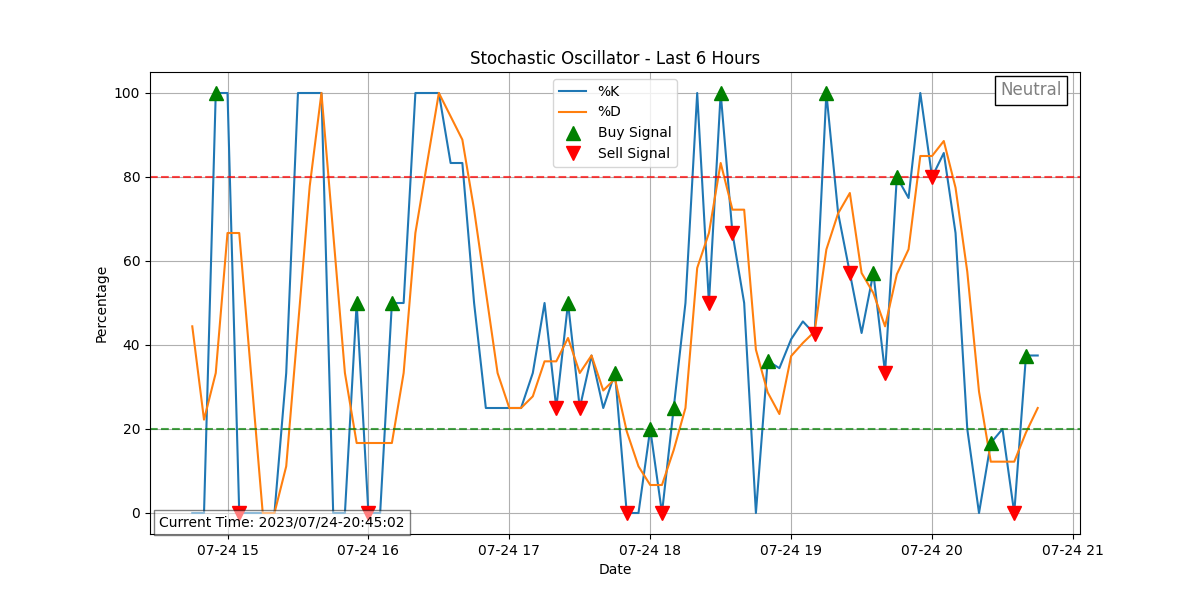 Stochastic Oscillator - Last 6 Hours
%K
%D
Buy Signal
Sell Signal
Neutral
Percentage
100
80
60
40
20
0
Current Time: 2023/07/24-20:45:02
07-24 15
07-24 16
07-24 17
07-24 18
07-24 19
07-24 20
07-24 21
Date